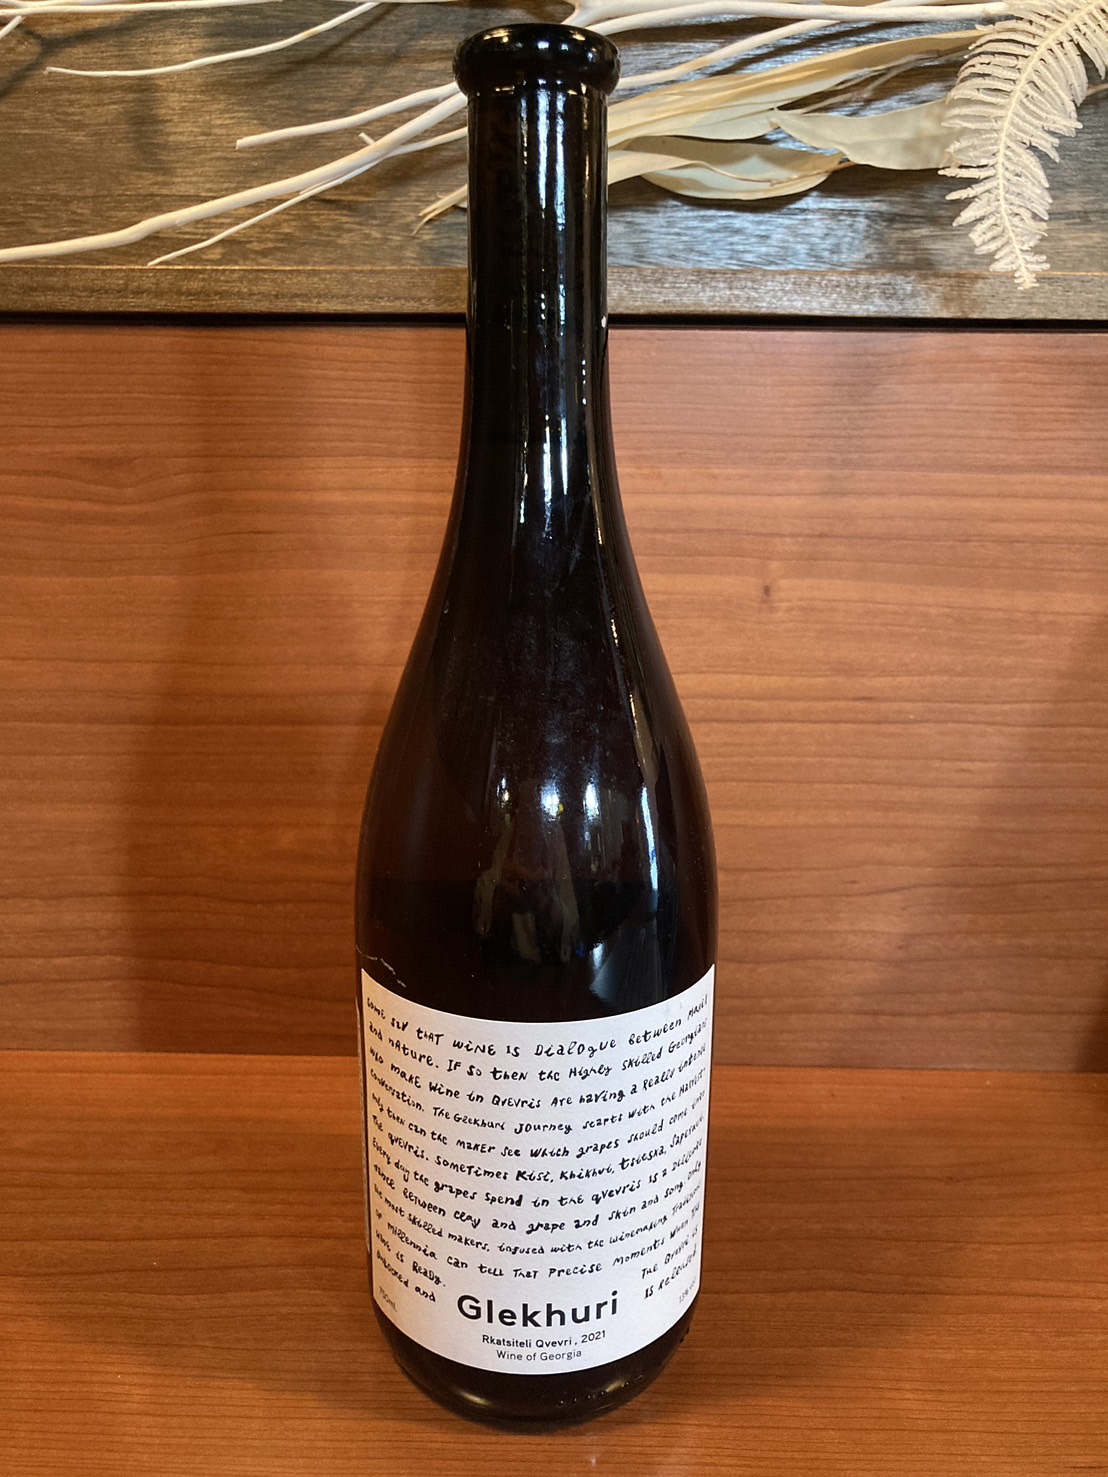 Some say that wine is Dialogue Between Man
and nature. IF so then the Highly Skilled Georgians
who make Wine in Qvevris Are having a Really intense
conversation. The Glekhuri Journey starts with the Harvest-
only then can the maker see which grapes should come into
The qvevris. Sometimes Kisi, Khikhvi, tsitska, Saperavi.
Every day the grapes spend in the qvevris is a
Dance Between clay and grape and skin and song Only
the most skilled makers, infused with the winemaking Tradition
of millennia can tell That Precise Moment When The
wine is Ready. The Qvevri is
unlocked and is Released.
750ml. 13%
Glekhuri
Rkatsiteli Qvevri, 2021
Wine of Georgia